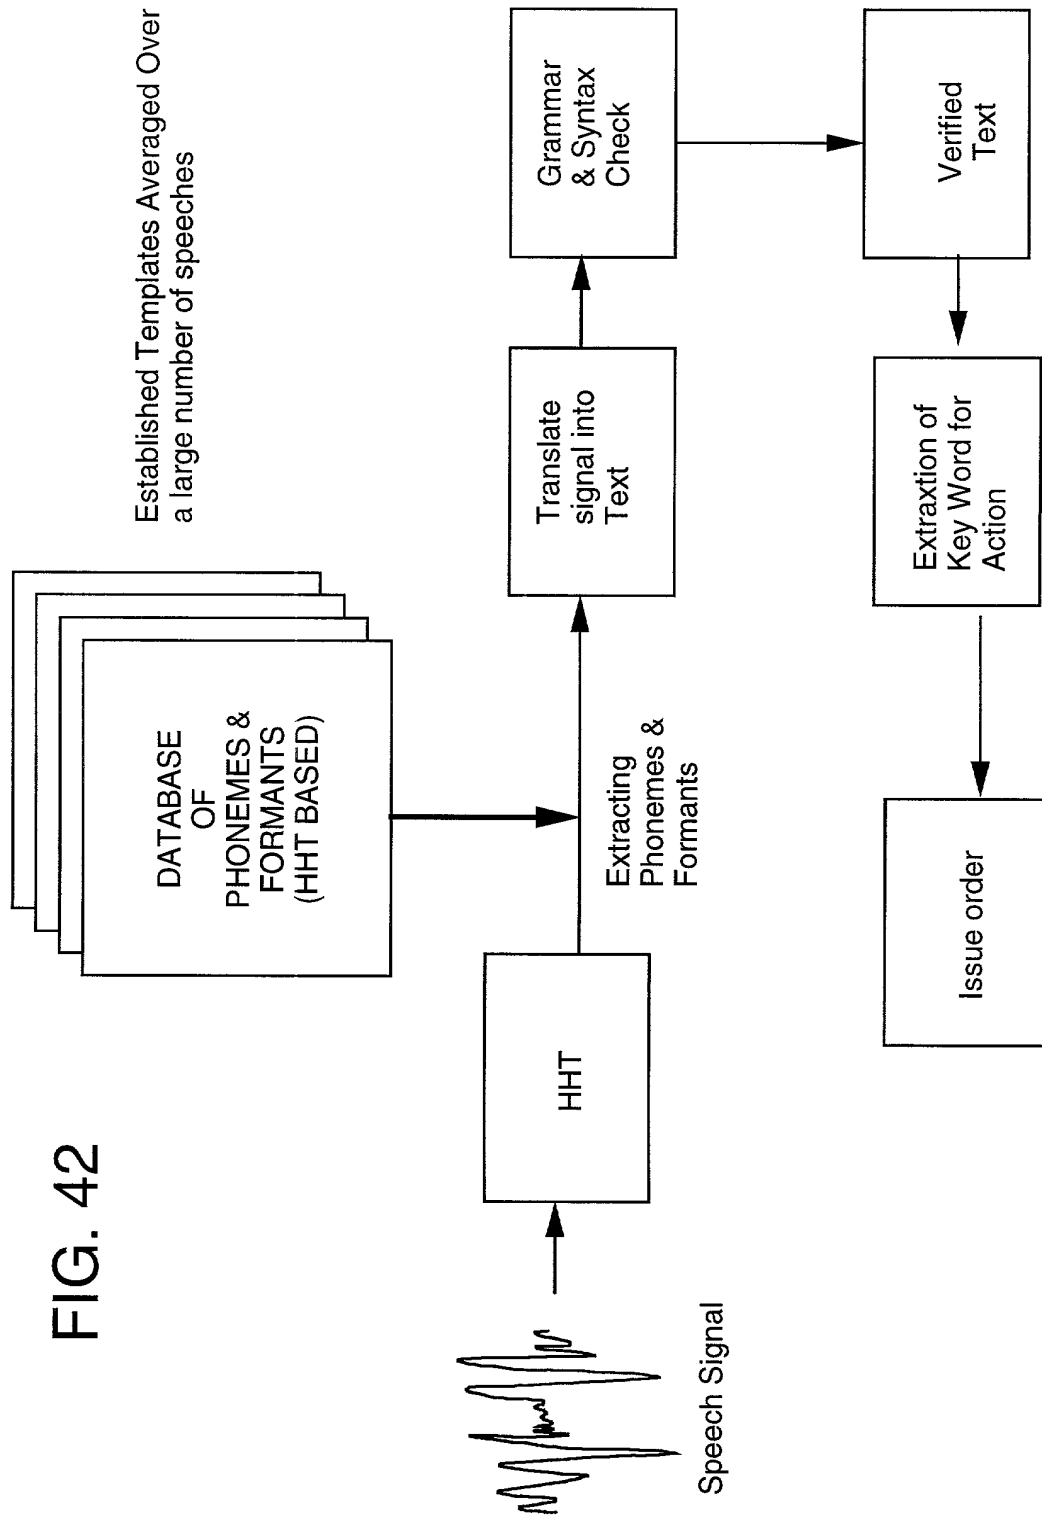 FIG. 42
Established Templates Averaged Over
a large number of speeches
DATABASE
OF
PHONEMES &
FORMANTS
(HHT BASED)
Speech Signal
HHT
Extracting
Phonemes &
Formants
Translate
signal into
Text
Grammar
& Syntax
Check
Verified
Text
Extraxtion of
Key Word for
Action
Issue order